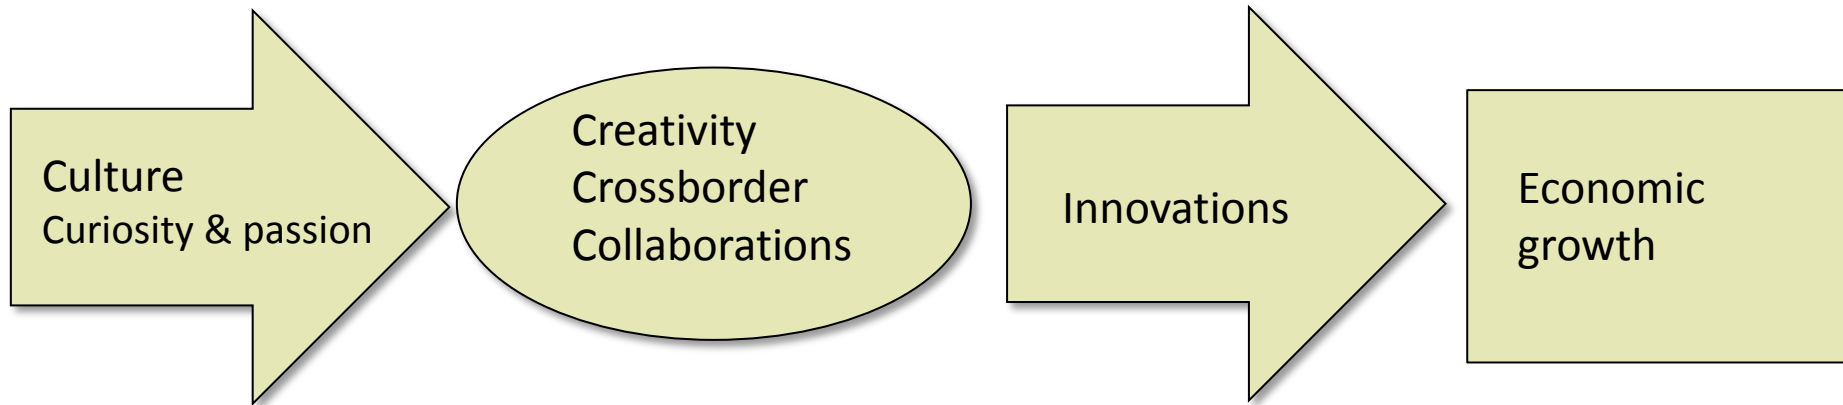 Culture
Curiosity & passion
Creativity
Crossborder
Collaborations
Innovations
Economic
growth